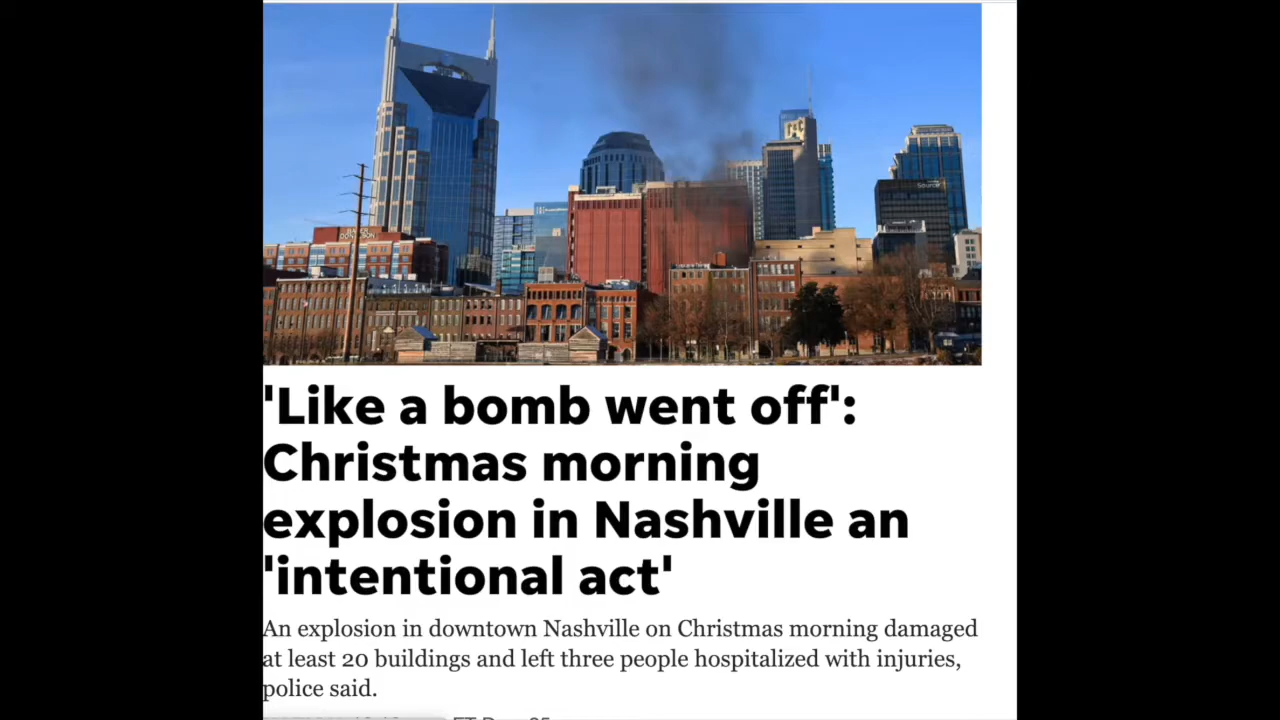 'Like a bomb went off':
Christmas morning
explosion in Nashville an
'intentional act'
An explosion in downtown Nashville on Christmas morning damaged
at least 20 buildings and left three people hospitalized with injuries,
police said.